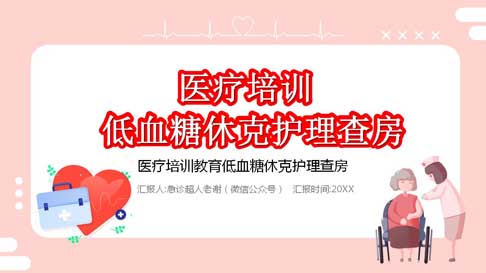 医疗培训
低血糖休克护理查房
医疗培训教育低血糖休克护理查房
汇报人:急诊超人老谢（微信公众号） 汇报时间:20XX